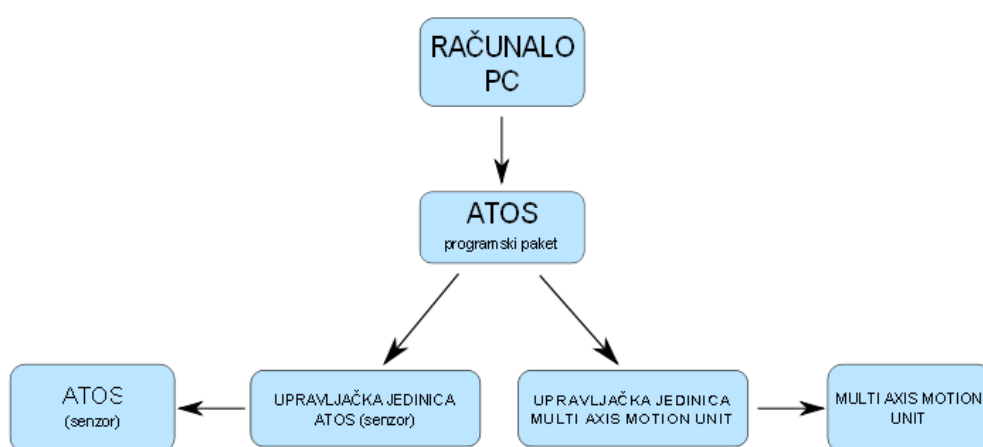 RAČUNALO
PC
ATOS
programski paket
ATOS
(senzor)
UPRAVLJAČKA JEDINICA
ATOS (senzor)
UPRAVLJAČKA JEDINICA
MULTI AXIS MOTION UNIT
MULTI AXIS MOTION
UNIT